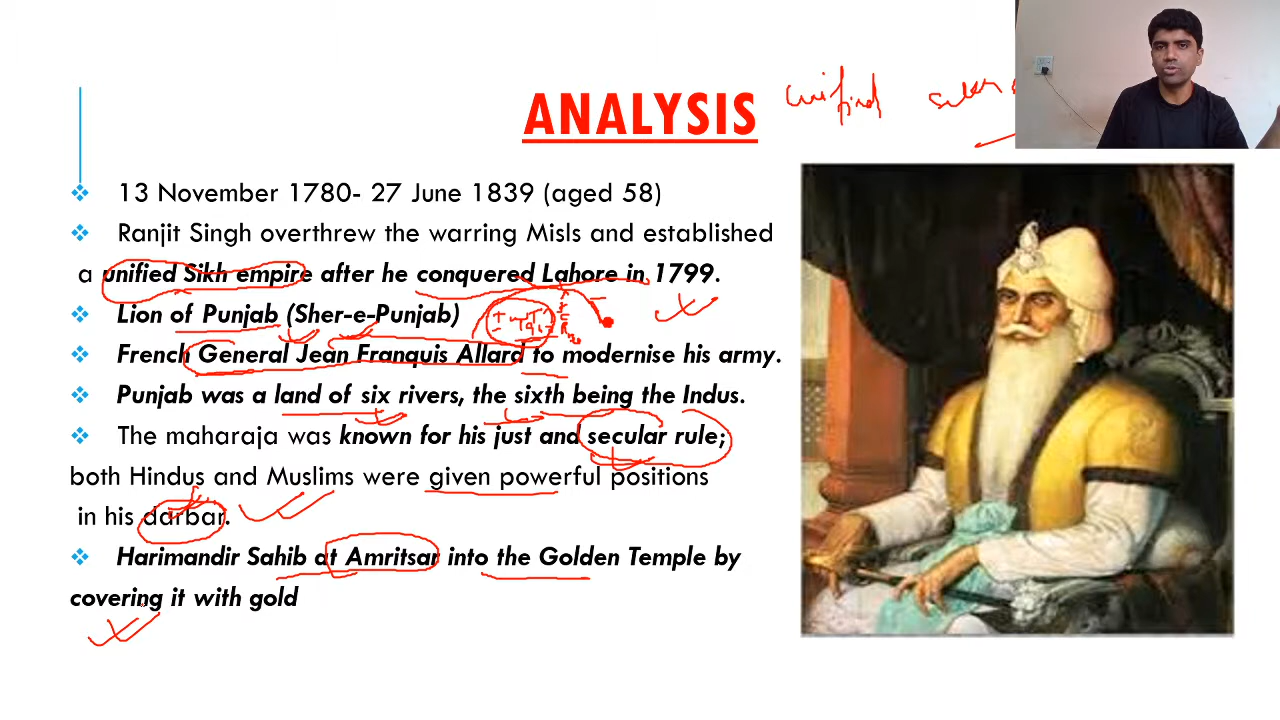 ANALYSIS
unified
❖ 13 November 1780- 27 June 1839 (aged 58)
❖ Ranjit Singh overthrew the warring Misls and established
a unified Sikh empire after he conquered Lahore in 1799.
❖ Lion of Punjab (Sher-e-Punjab)
❖ French General Jean Franquis Allard to modernise his army.
❖ Punjab was a land of six rivers, the sixth being the Indus.
❖ The maharaja was known for his just and secular rule;
both Hindus and Muslims were given powerful positions
in his darbar.
❖ Harimandir Sahib at Amritsar into the Golden Temple by
covering it with gold